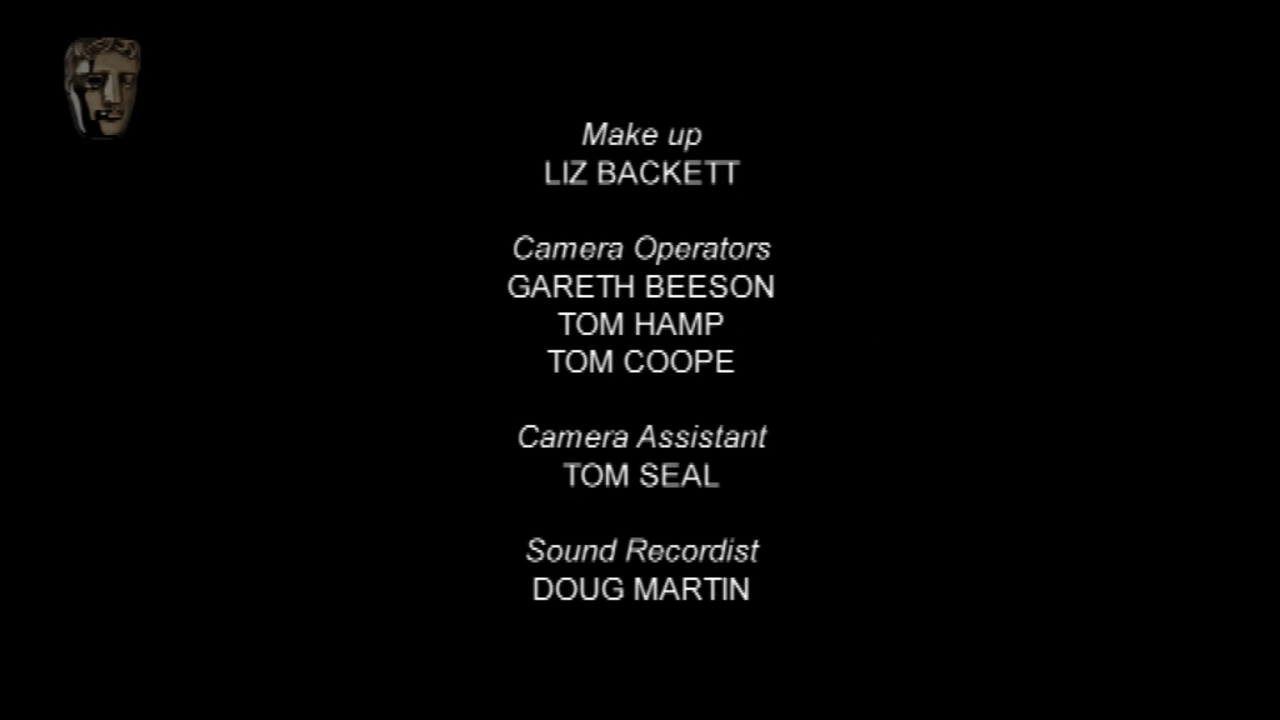 Make up
LIZ BACKETT
Camera Operators
GARETH BEESON
TOM HAMP
TOM COOPE
Camera Assistant
TOM SEAL
Sound Recordist
DOUG MARTIN